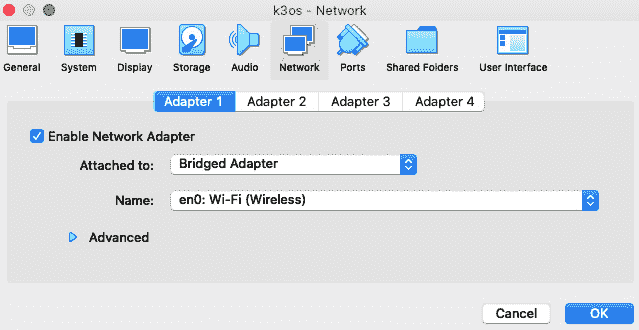 k3os - Network
General System Display Storage Audio Network Ports Shared Folders User Interface
Adapter 1 Adapter 2 Adapter 3 Adapter 4
Enable Network Adapter
Attached to: Bridged Adapter
Name: en0: Wi-Fi (Wireless)
Advanced
Cancel OK